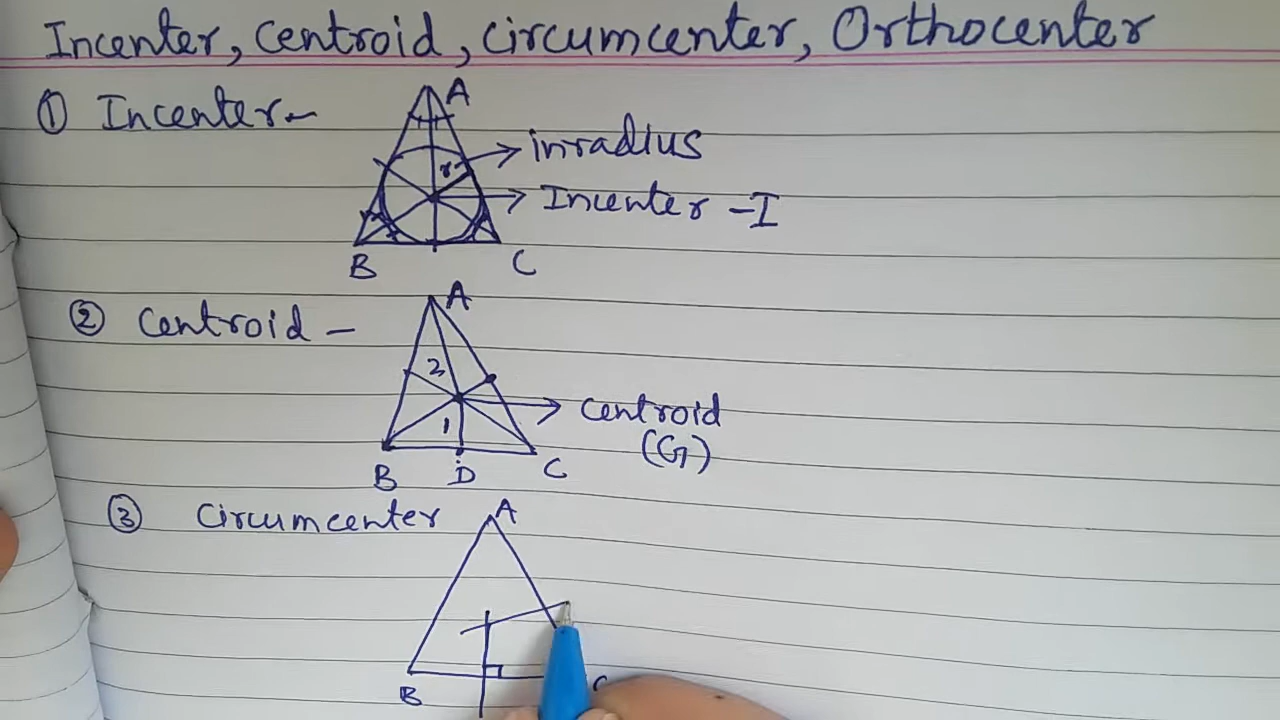 Incenter, Centroid, Circumcenter, Orthocenter
① Incenter -
A
r
inradius
Incenter - I
B C
② Centroid -
A
2
1
Centroid
(G)
B D C
③ Circumcenter
A
B C